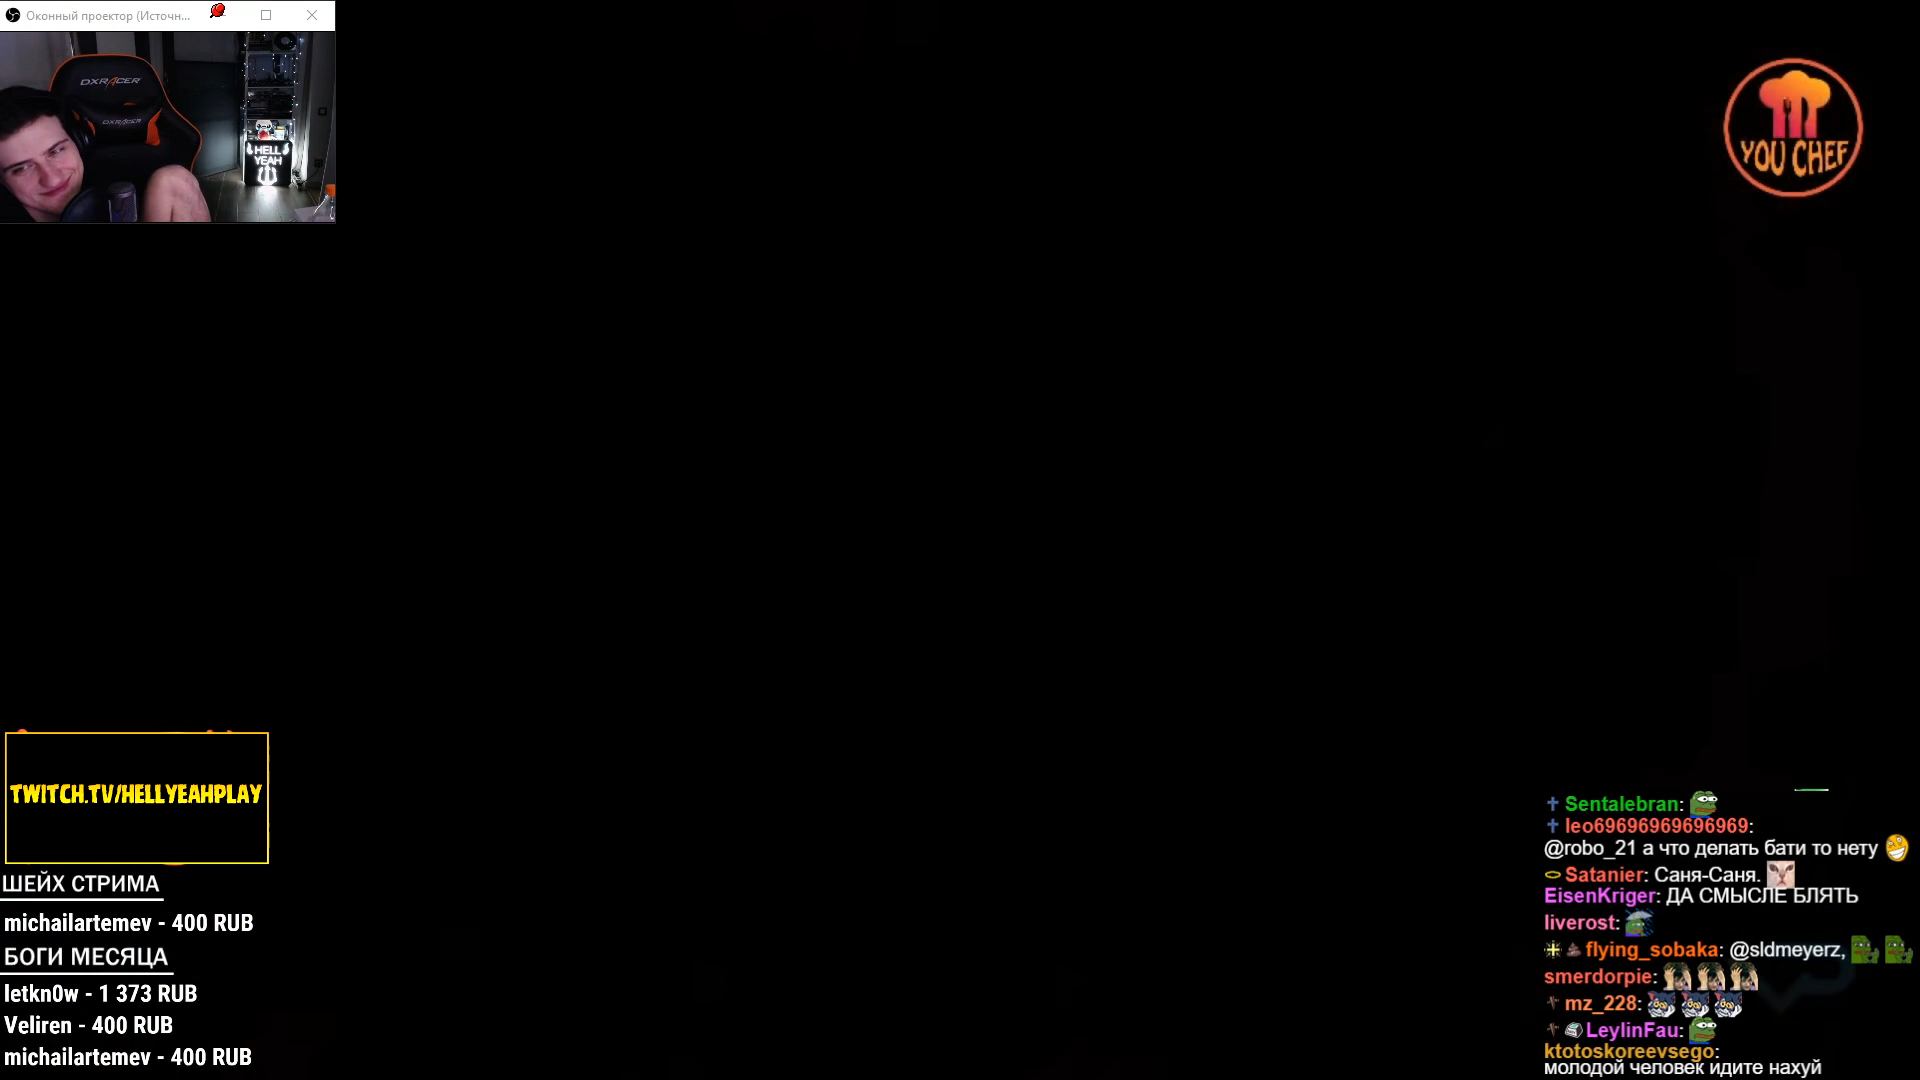 Оконный проектор (Источн...
DXRACER
DXRACER
HELL
YEAH
YOU CHEF
TWITCH.TV/HELLYEAHPLAY
ШЕЙХ СТРИМА
michailartemev - 400 RUB
БОГИ МЕСЯЦА
letkn0w - 1 373 RUB
Veliren - 400 RUB
michailartemev - 400 RUB
Sentalebran:
leo69696969696969:
@robo_21 а что делать бати то нету
Satanier: Саня-Саня.
EisenKriger: ДА СМЫСЛЕ БЛЯТЬ
liverost:
flying_sobaka: @sldmeyerz,
smerdorpie:
mz_228:
LeylinFau:
ktotoskoreevsego:
молодой человек идите нахуй